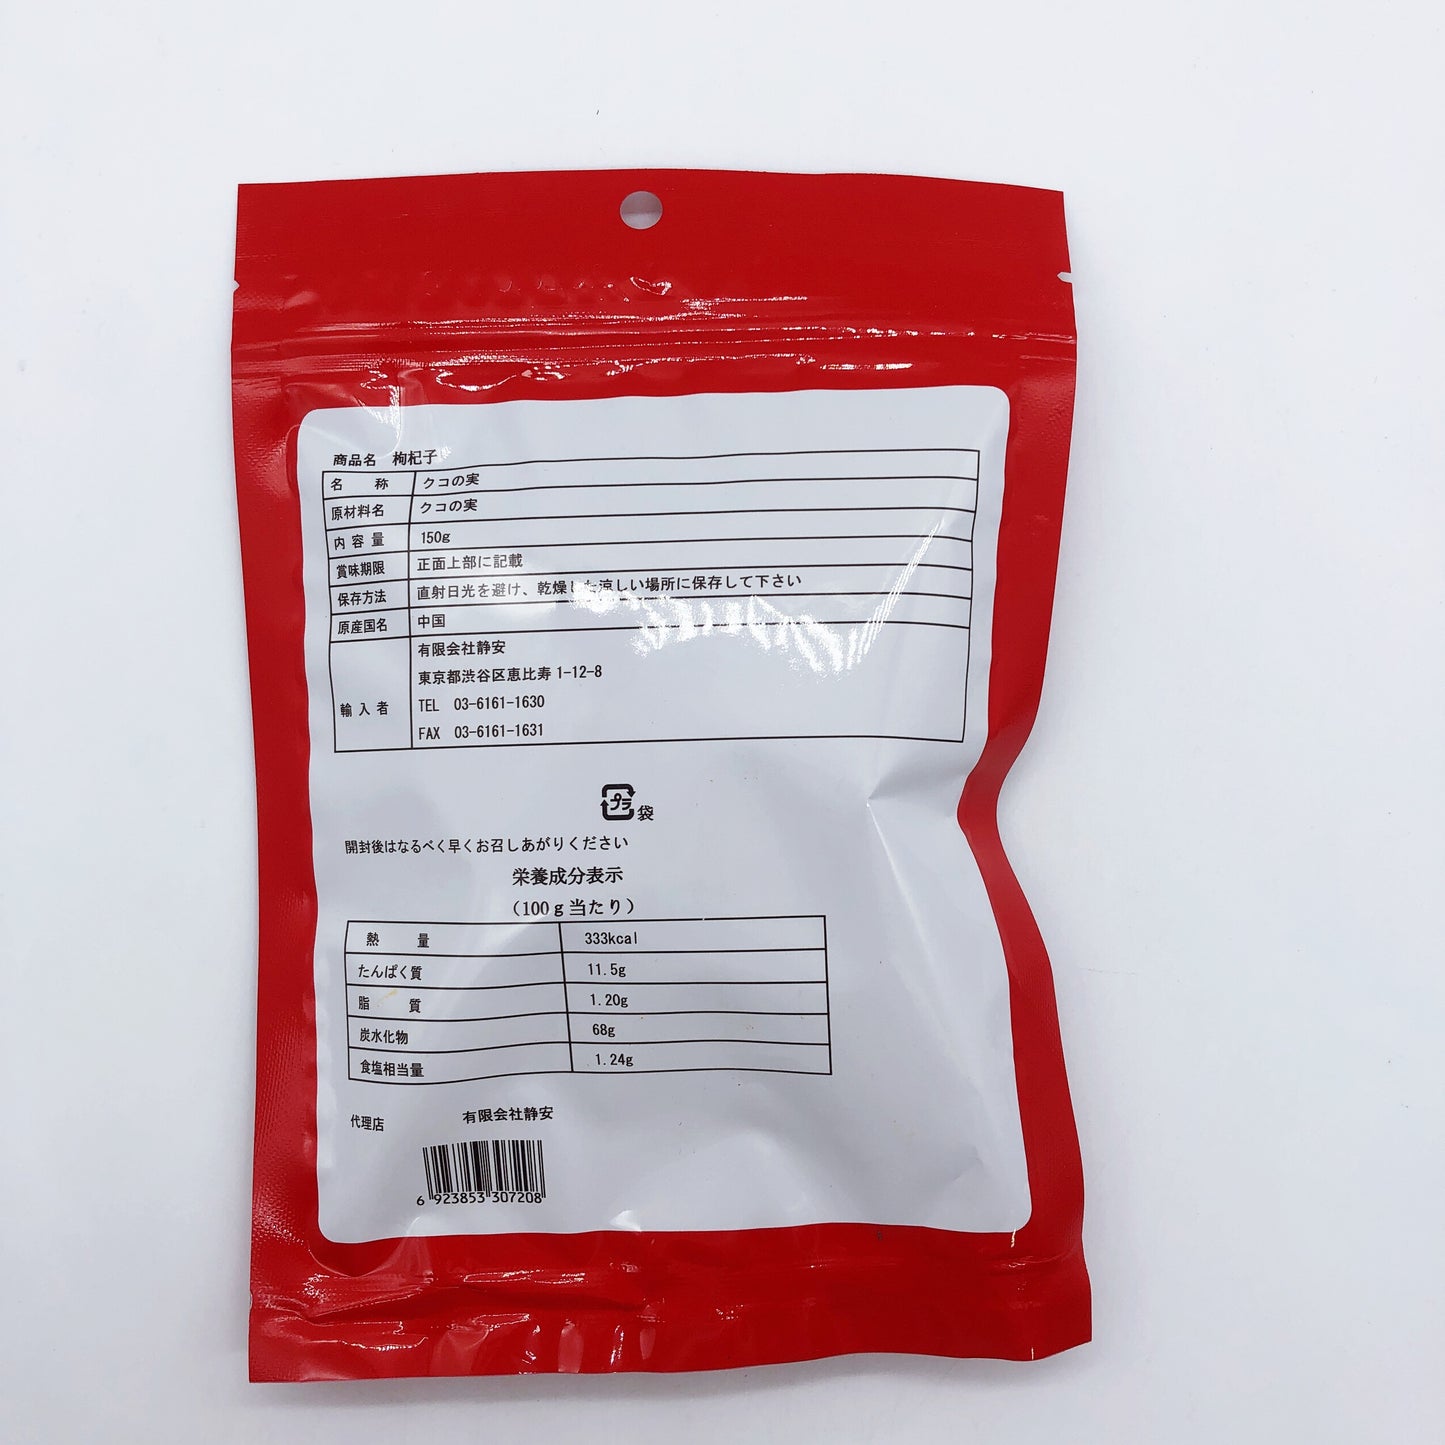 商品名 枸杞子
名 称 クコの実
原材料名 クコの実
内容量 150g
賞味期限 正面上部に記載
保存方法 直射日光を避け、乾燥した涼しい場所に保存して下さい
原産国名 中国
輸入者 有限会社静安
東京都渋谷区恵比寿 1-12-8
TEL 03-6161-1630
FAX 03-6161-1631
プラ 袋
開封後はなるべく早くお召しあがりください
栄養成分表示
（100ｇ当たり）
熱 量 333kcal
たんぱく質 11.5g
脂 質 1.20g
炭水化物 68g
食塩相当量 1.24g
代理店 有限会社静安
6 923853 307208